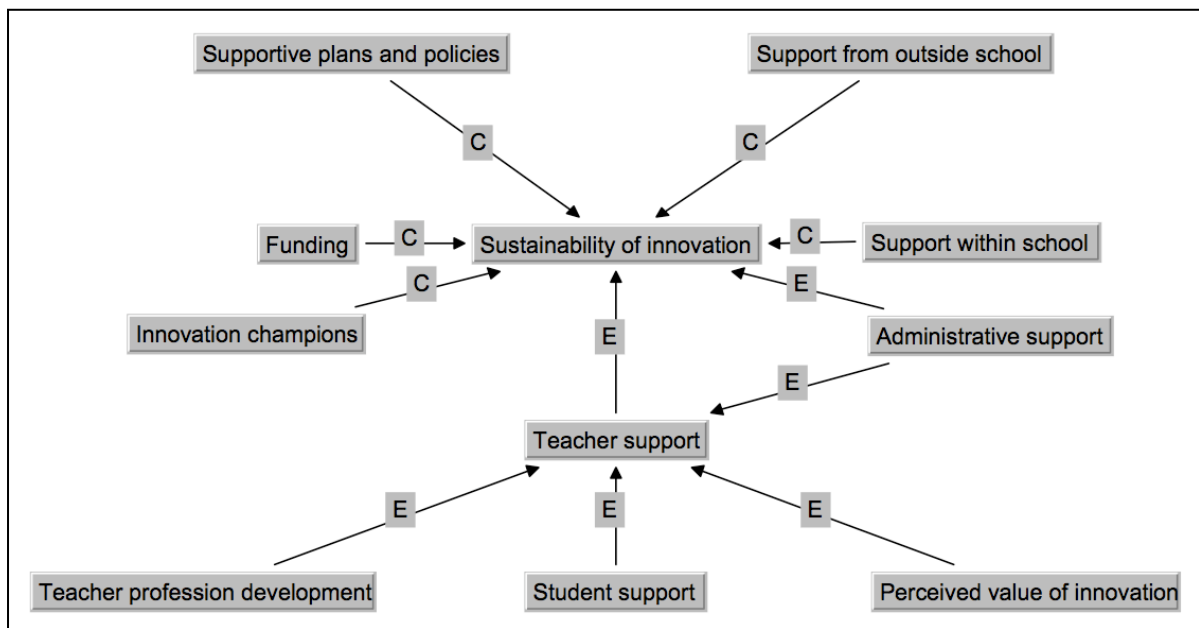 Supportive plans and policies
Support from outside school
C
C
Funding
C
Sustainability of innovation
C
Support within school
C
E
Innovation champions
E
Administrative support
E
Teacher support
E
E
E
Teacher profession development
Student support
Perceived value of innovation